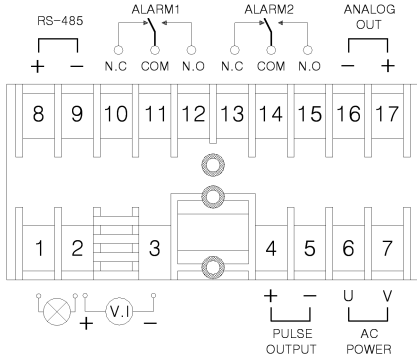 RS-485 ALARM1 ALARM2 ANALOG OUT
+ − N.C COM N.O N.C COM N.O − +
8 9 10 11 12 13 14 15 16 17
1 2 3 4 5 6 7
+ V.I − + − U V
PULSE OUTPUT AC POWER